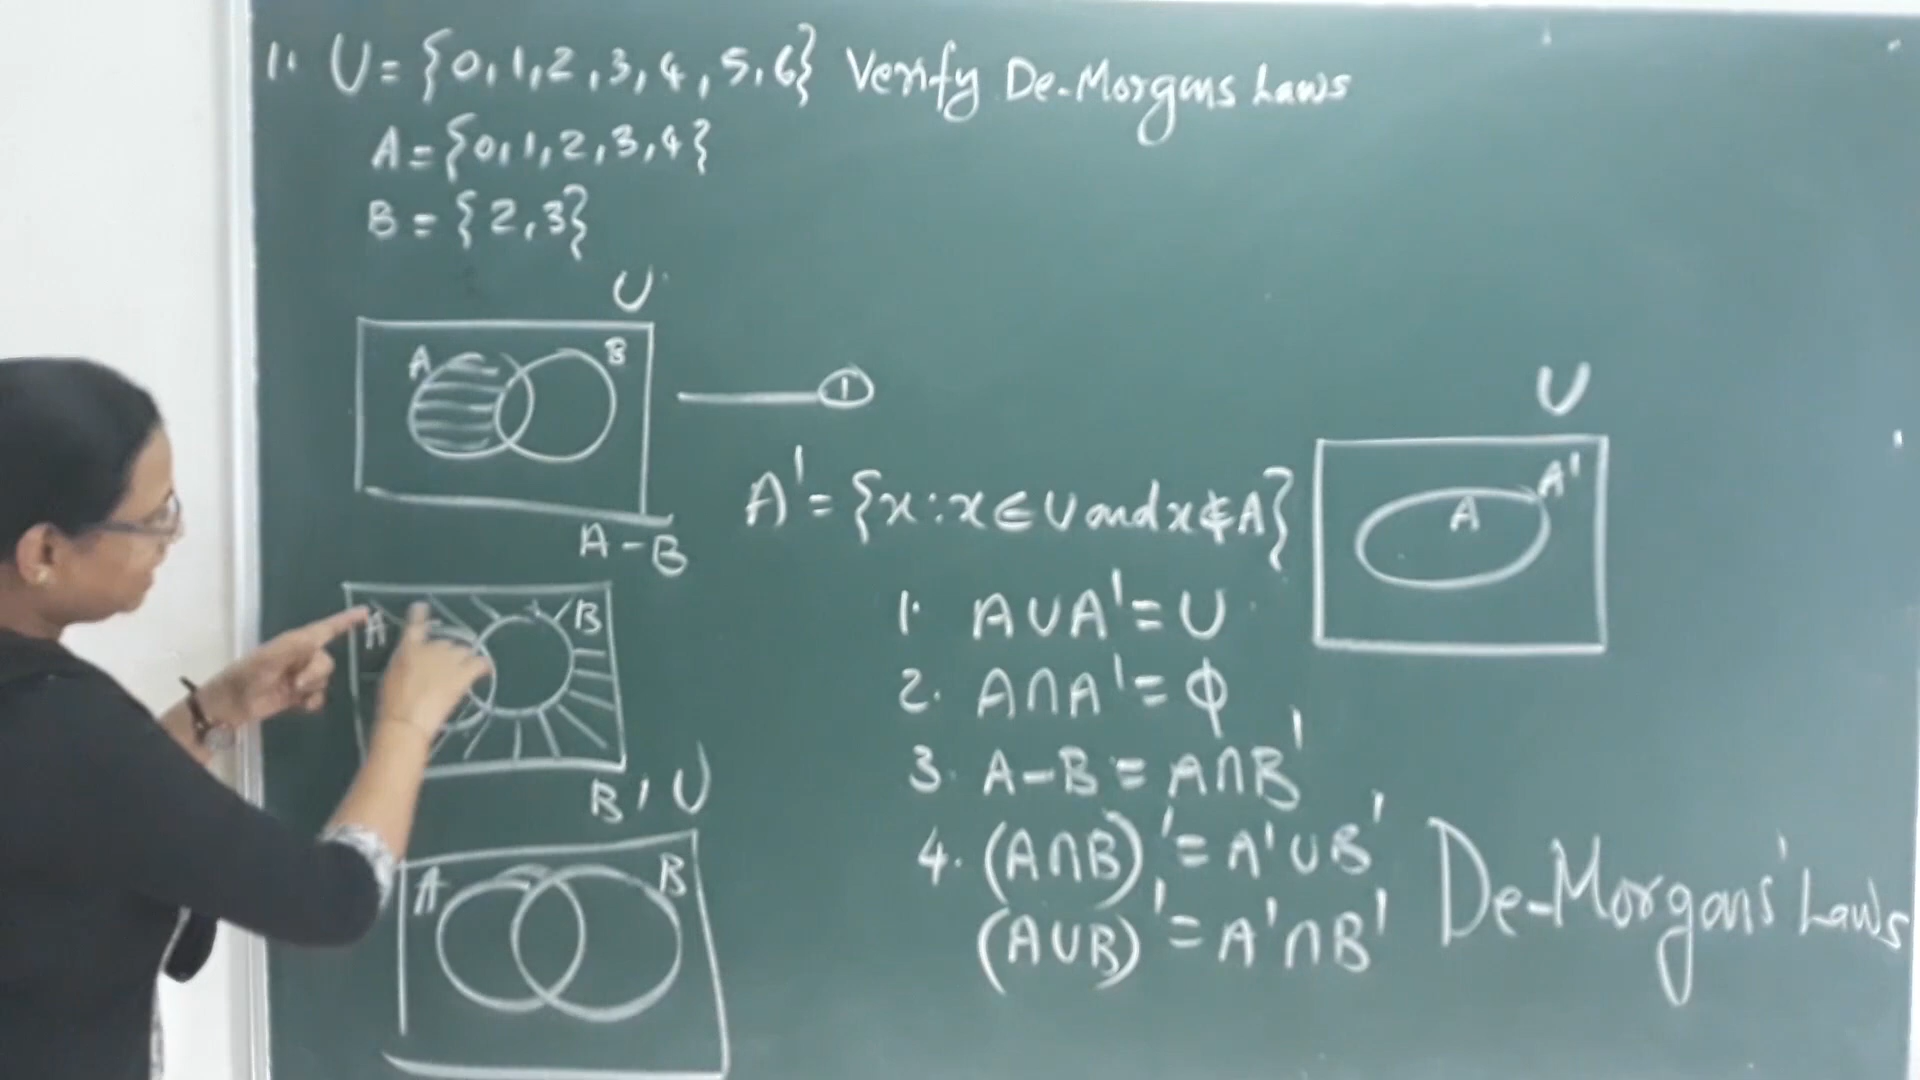 1. U = {0, 1, 2, 3, 4, 5, 6} Verify De-Morgans Laws
A = {0, 1, 2, 3, 4}
B = {2, 3}
U
A B
1
A - B
A' = {x : x ∈ U and x ∉ A}
U
A A'
A B
B' U
A B
1. A ∪ A' = U
2. A ∩ A' = ϕ
3. A - B = A ∩ B'
4. (A ∩ B)' = A' ∪ B'
(A ∪ B)' = A' ∩ B'
De-Morgans' Laws